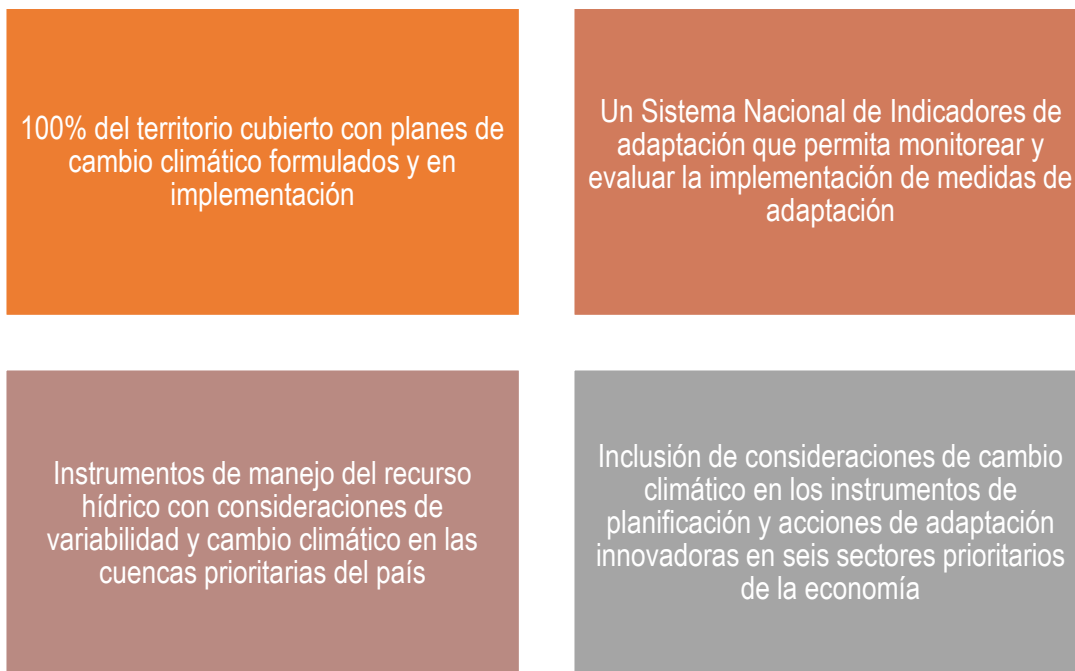 100% del territorio cubierto con planes de
cambio climático formulados y en
implementación
Un Sistema Nacional de Indicadores de
adaptación que permita monitorear y
evaluar la implementación de medidas de
adaptación
Instrumentos de manejo del recurso
hídrico con consideraciones de
variabilidad y cambio climático en las
cuencas prioritarias del país
Inclusión de consideraciones de cambio
climático en los instrumentos de
planificación y acciones de adaptación
innovadoras en seis sectores prioritarios
de la economía